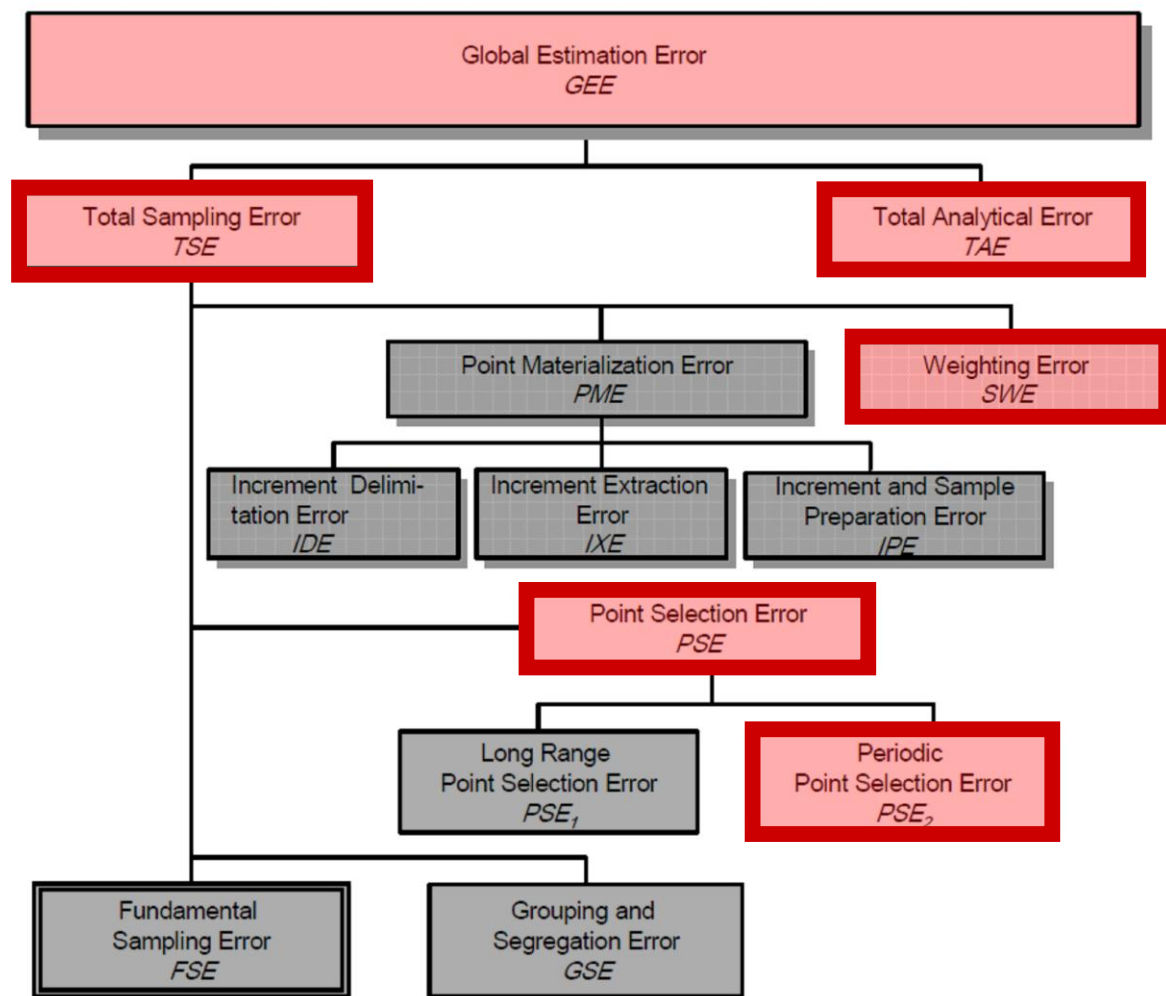 Global Estimation Error
GEE
Total Sampling Error
TSE
Total Analytical Error
TAE
Point Materialization Error
PME
Weighting Error
SWE
Increment Delimi-
tation Error
IDE
Increment Extraction
Error
IXE
Increment and Sample
Preparation Error
IPE
Point Selection Error
PSE
Long Range
Point Selection Error
PSE₁
Periodic
Point Selection Error
PSE₂
Fundamental
Sampling Error
FSE
Grouping and
Segregation Error
GSE